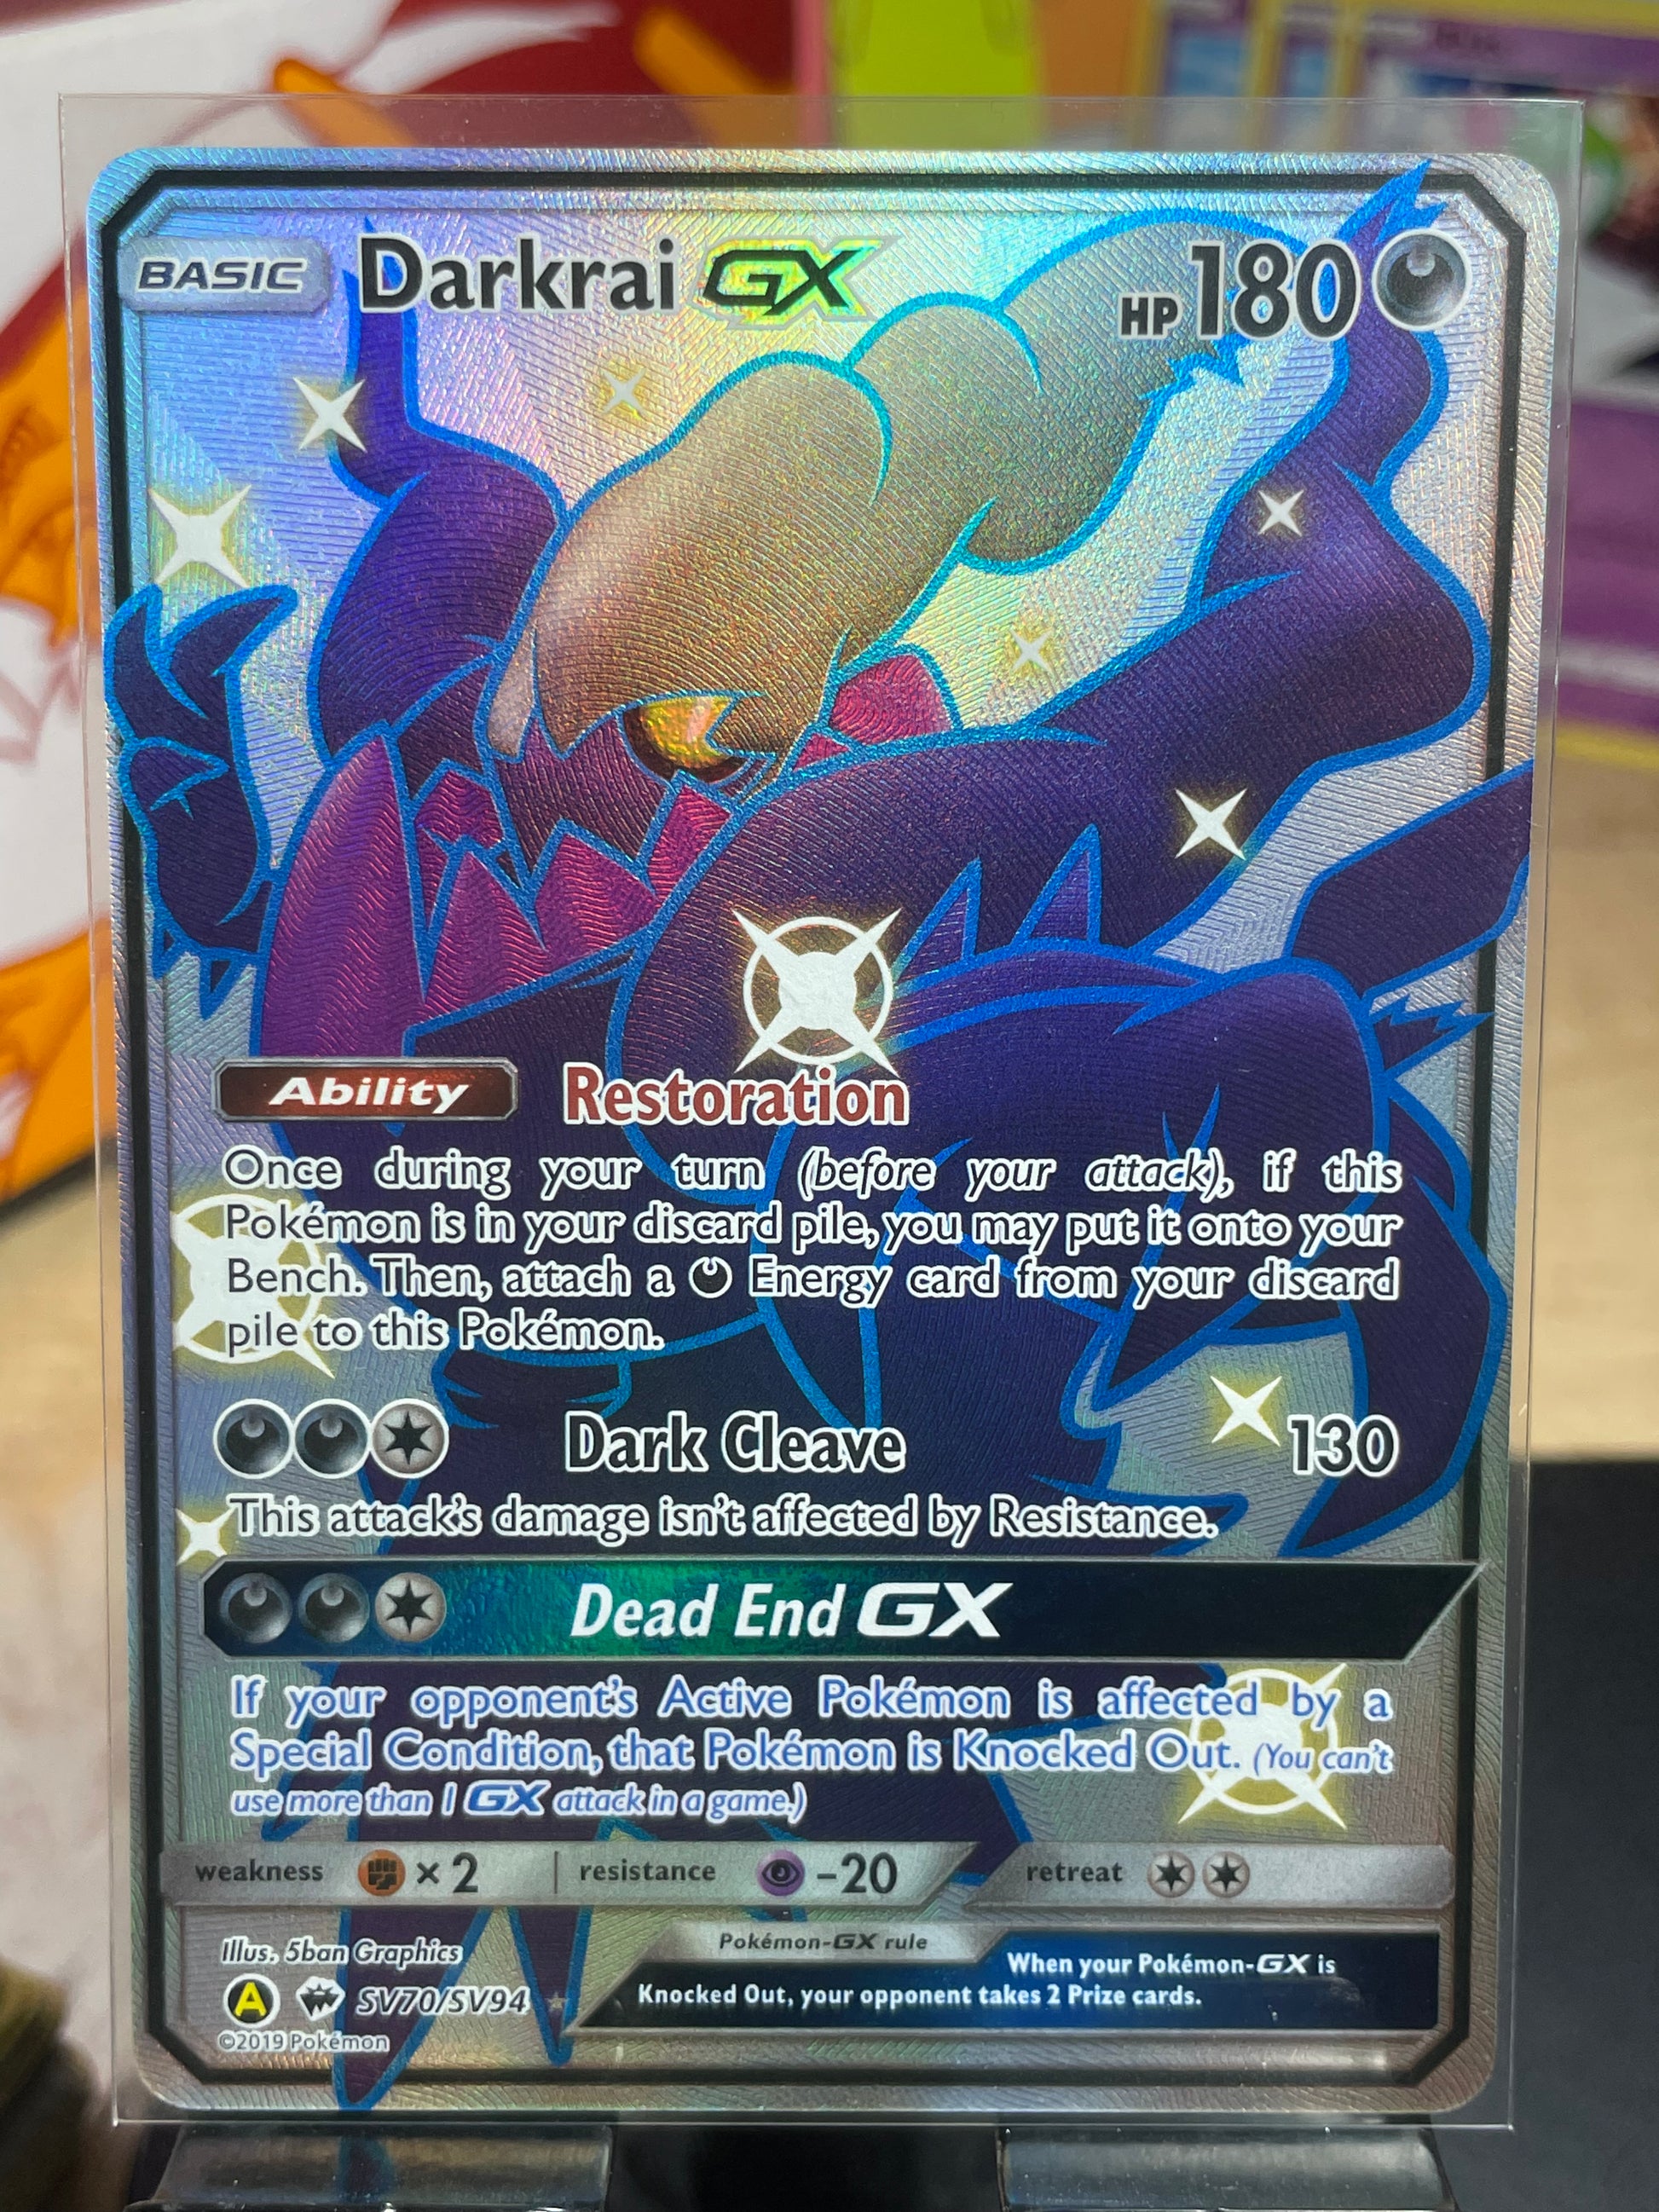 BASIC Darkrai GX HP 180
Ability Restoration
Once during your turn (before your attack), if this
Pokémon is in your discard pile, you may put it onto your
Bench. Then, attach a Energy card from your discard
pile to this Pokémon.
Dark Cleave 130
This attack's damage isn't affected by Resistance.
Dead End GX
If your opponent's Active Pokémon is affected by a
Special Condition, that Pokémon is Knocked Out. (You can't
use more than 1 GX attack in a game.)
weakness × 2 resistance -20 retreat
Illus. 5ban Graphics
Pokémon-GX rule
When your Pokémon-GX is
Knocked Out, your opponent takes 2 Prize cards.
A SV70/SV94
©2019 Pokémon